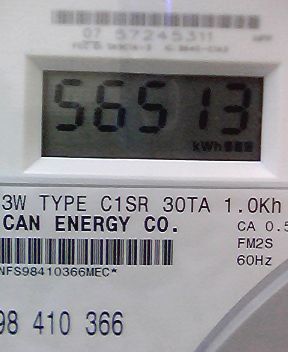 07 57245311
56513
kWh
3W TYPE C1SR 30TA 1.0Kh
CAN ENERGY CO.
CA 0.5
FM2S
60Hz
NFS98410366MEC*
98 410 366